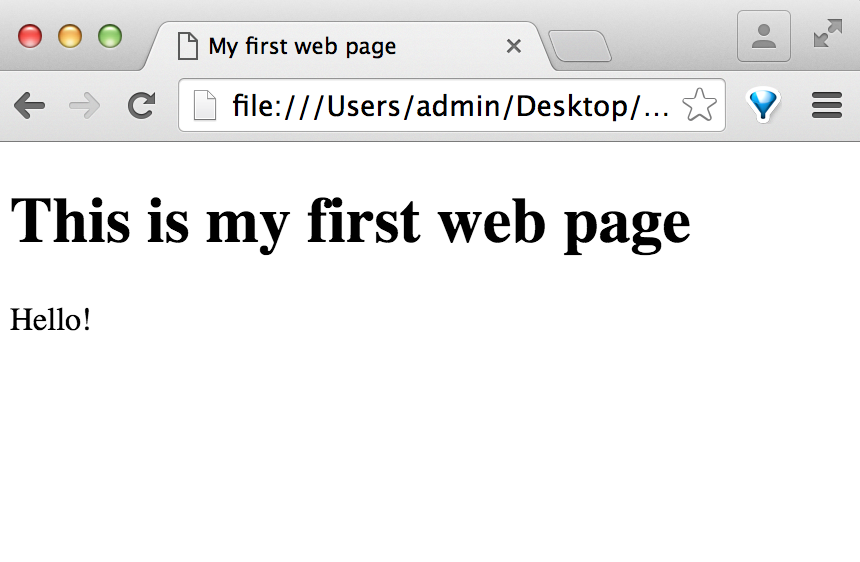 My first web page
file:///Users/admin/Desktop/...
This is my first web page
Hello!